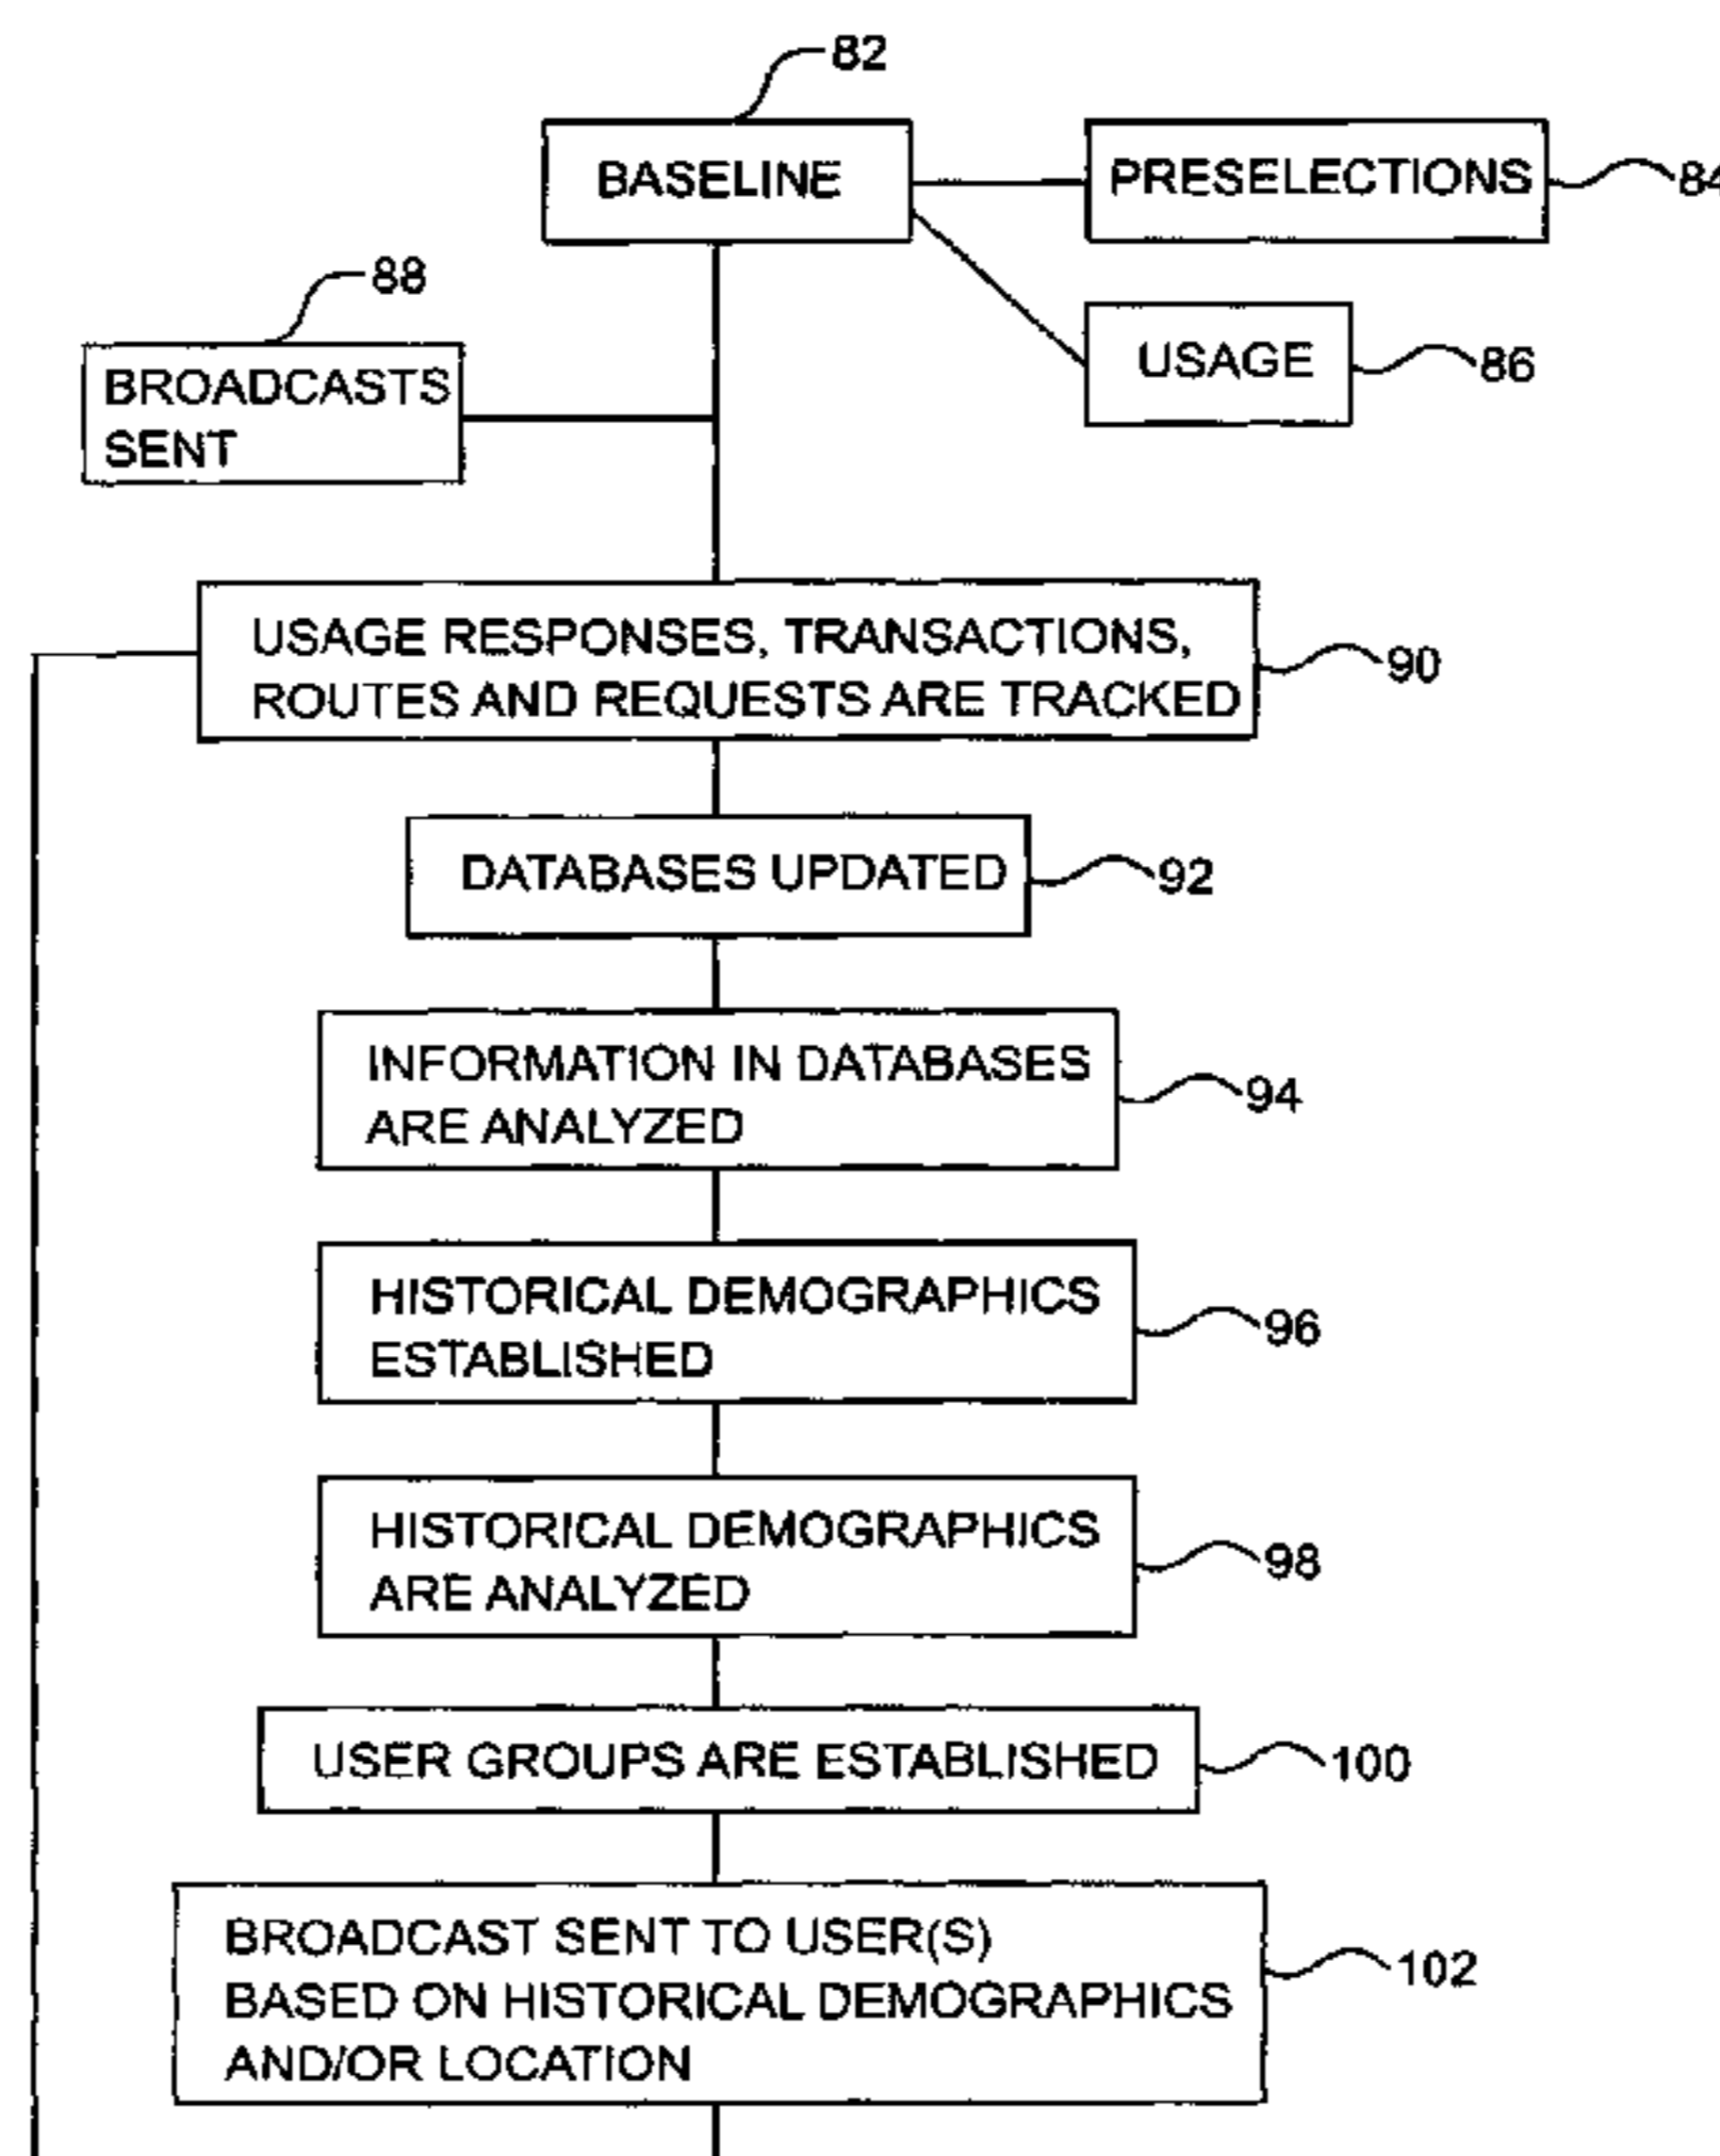 82
BASELINE
PRESELECTIONS
84
88
BROADCASTS
SENT
USAGE
86
USAGE RESPONSES, TRANSACTIONS,
ROUTES AND REQUESTS ARE TRACKED
90
DATABASES UPDATED
92
INFORMATION IN DATABASES
ARE ANALYZED
94
HISTORICAL DEMOGRAPHICS
ESTABLISHED
96
HISTORICAL DEMOGRAPHICS
ARE ANALYZED
98
USER GROUPS ARE ESTABLISHED
100
BROADCAST SENT TO USER(S)
BASED ON HISTORICAL DEMOGRAPHICS
AND/OR LOCATION
102